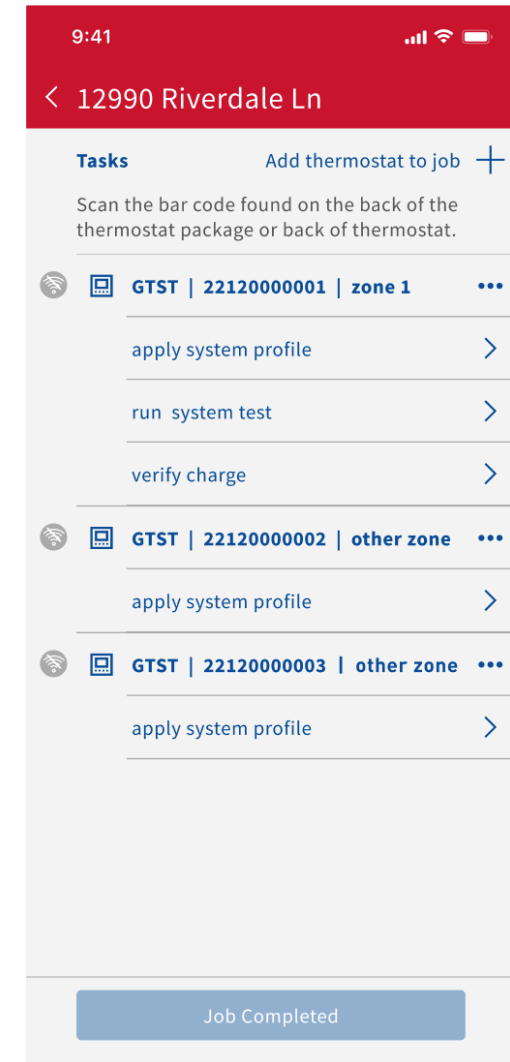 9:41
12990 Riverdale Ln
Tasks Add thermostat to job
Scan the bar code found on the back of the
thermostat package or back of thermostat.
GTST | 22120000001 | zone 1
apply system profile
run system test
verify charge
GTST | 22120000002 | other zone
apply system profile
GTST | 22120000003 | other zone
apply system profile
Job Completed